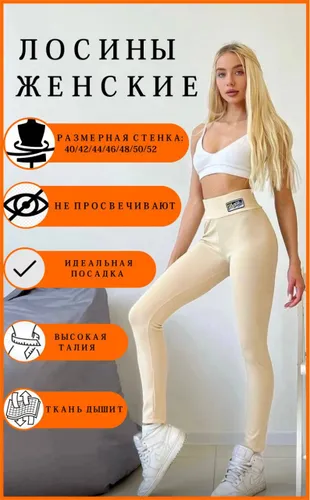 ЛОСИНЫ
ЖЕНСКИЕ
РАЗМЕРНАЯ СТЕНКА:
40/42/44/46/48/50/52
НЕ ПРОСВЕЧИВАЮТ
ИДЕАЛЬНАЯ
ПОСАДКА
ВЫСОКАЯ
ТАЛИЯ
ТКАНЬ ДЫШИТ